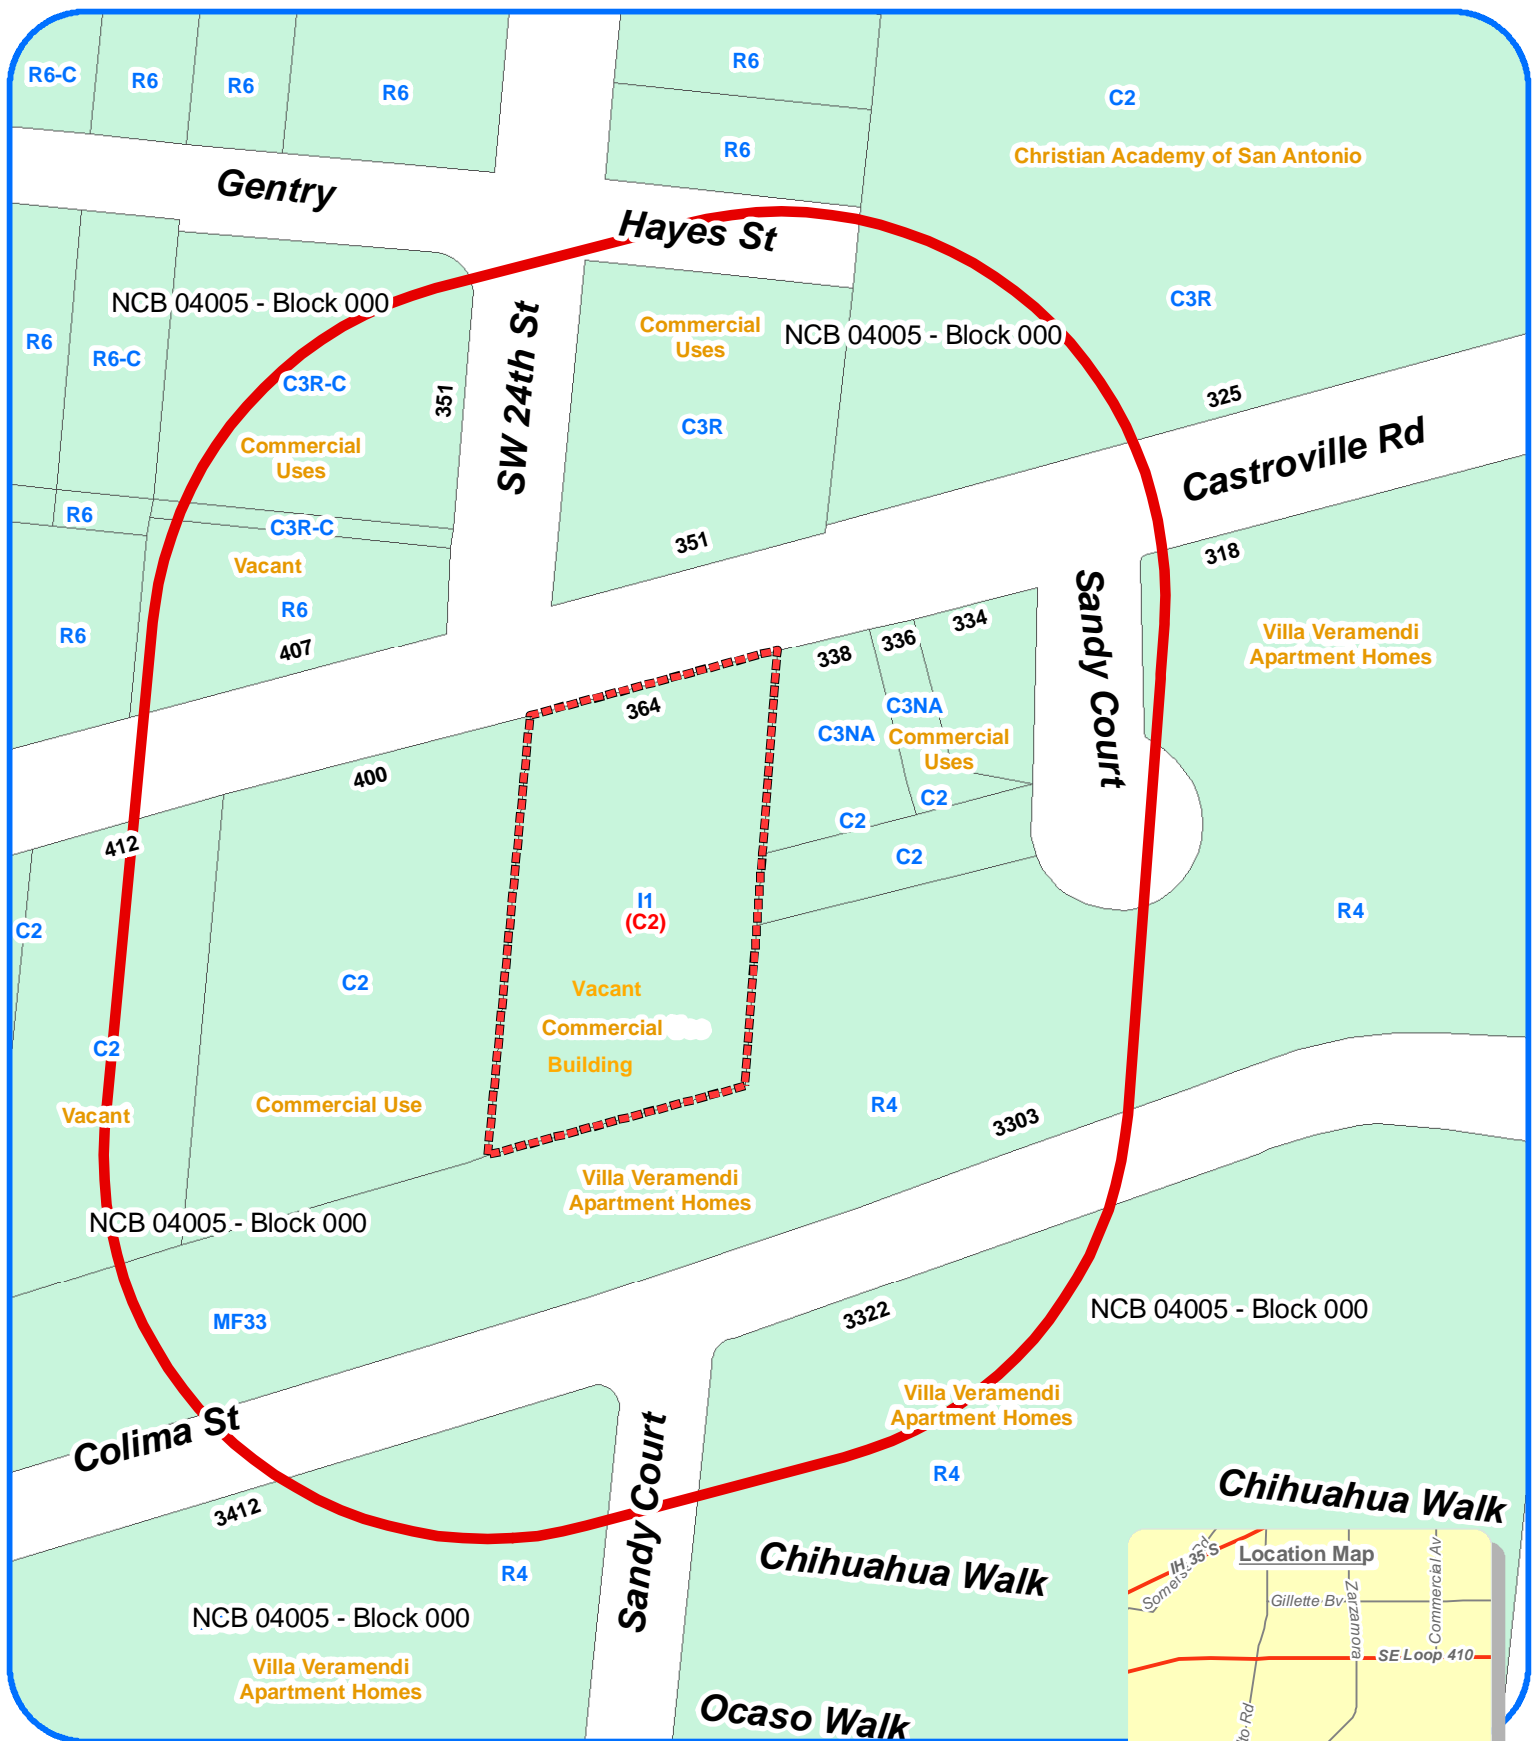 R6-C
R6
R6
R6
R6
C2
R6
Christian Academy of San Antonio
Gentry
Hayes St
NCB 04005 - Block 000
C3R
R6
R6-C
C3R-C
351
SW 24th St
Commercial
Uses
NCB 04005 - Block 000
C3R
325
Castroville Rd
Commercial
Uses
R6
C3R-C
Vacant
R6
R6
407
351
318
Sandy Court
Villa Veramendi
Apartment Homes
334
336
338
364
C3NA
C3NA
Commercial
Uses
400
C2
C2
C2
412
I1
(C2)
R4
C2
C2
Vacant
Commercial
Building
C2
Vacant
Commercial Use
R4
3303
Villa Veramendi
Apartment Homes
NCB 04005 - Block 000
MF33
3322
NCB 04005 - Block 000
Villa Veramendi
Apartment Homes
Colima St
R4
3412
Sandy Court
Chihuahua Walk
Chihuahua Walk
R4
NCB 04005 - Block 000
Villa Veramendi
Apartment Homes
Ocaso Walk
Location Map
IH 35 S
Gillette Bv
Zarzamora
Commercial Av
SE Loop 410